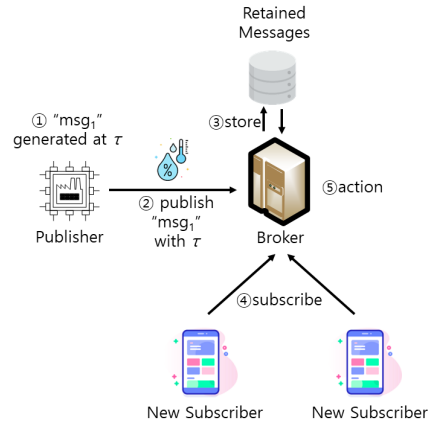 Retained
Messages
① "msg₁"
generated at τ
③store
② publish
"msg₁"
with τ
⑤action
Publisher
Broker
④subscribe
New Subscriber
New Subscriber